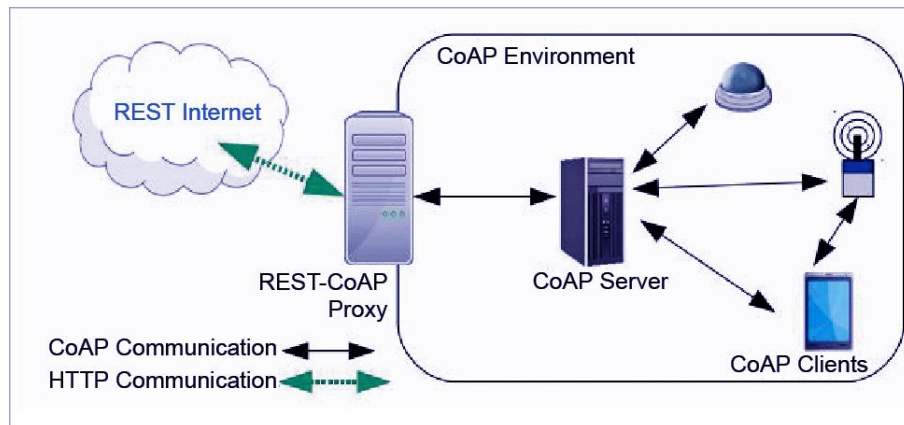 CoAP Environment
REST Internet
REST-CoAP
Proxy
CoAP Server
CoAP Clients
CoAP Communication
HTTP Communication